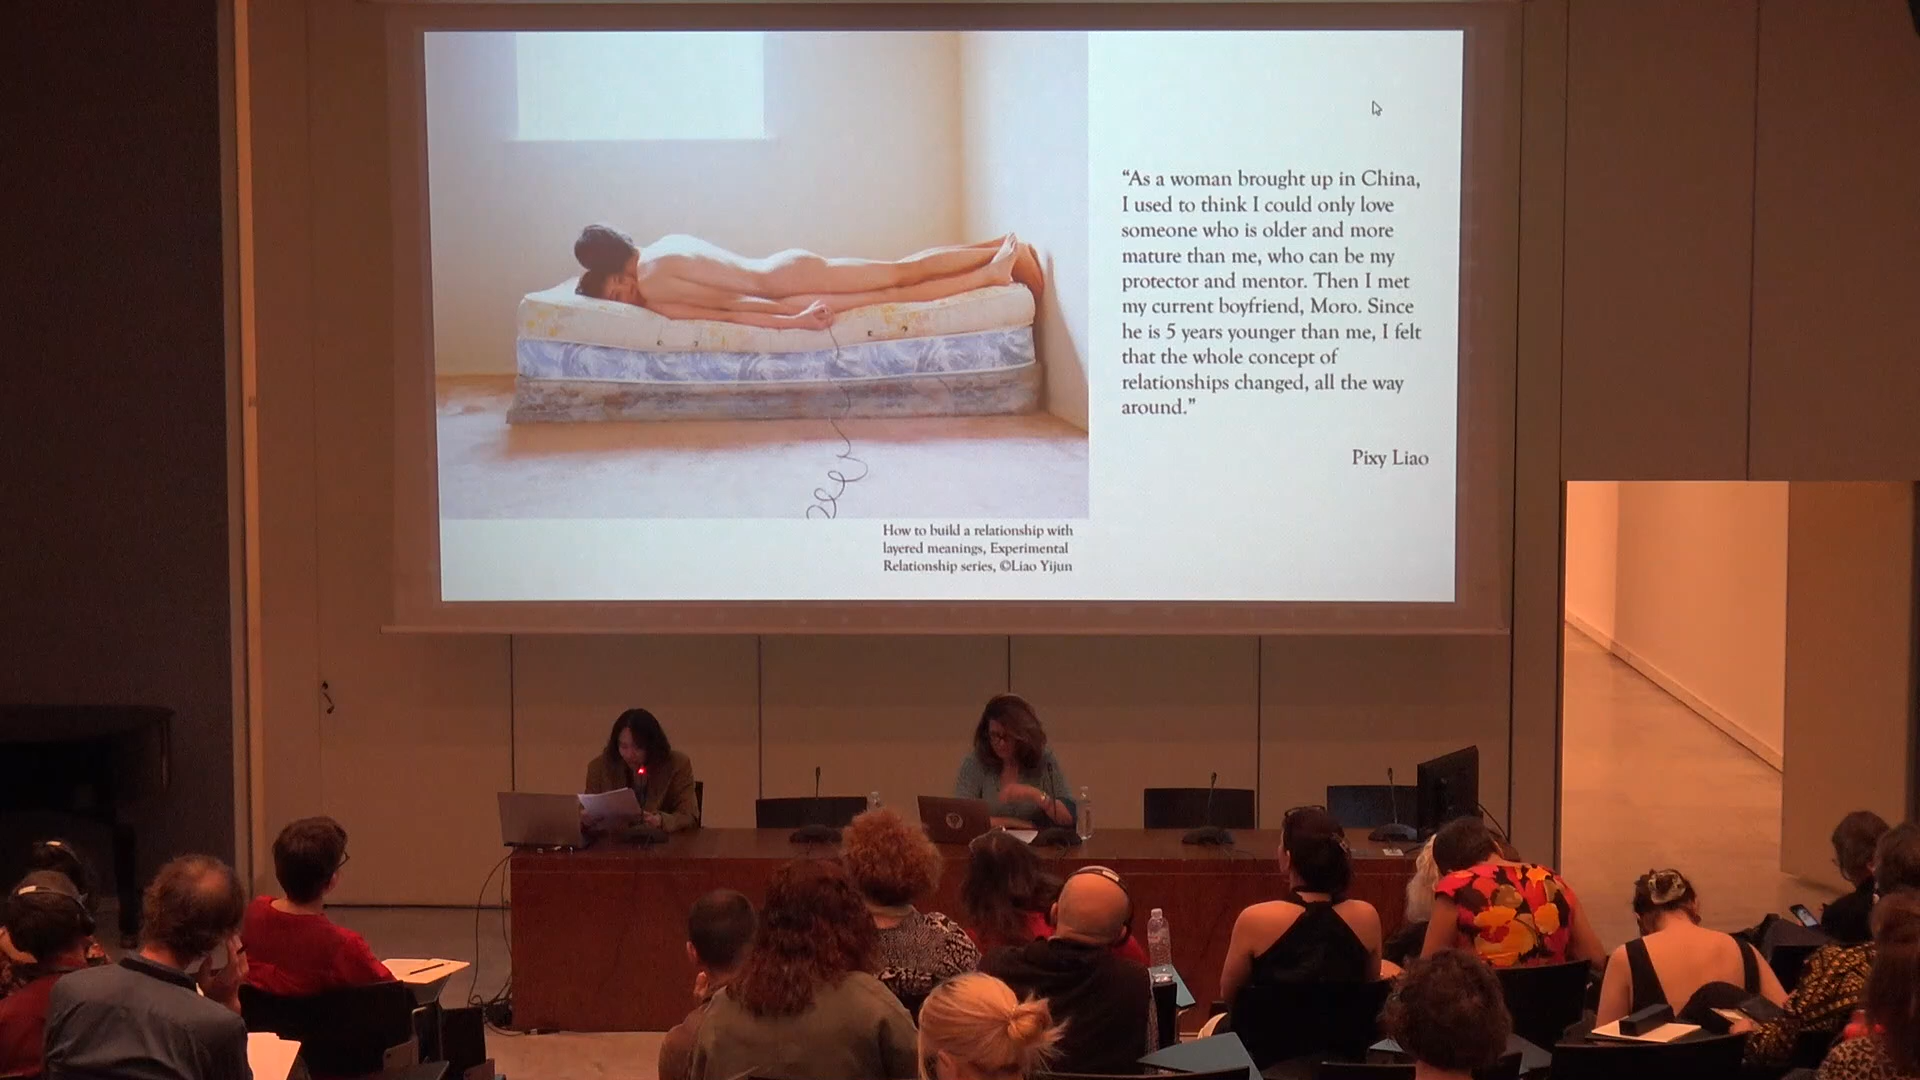 “As a woman brought up in China,
I used to think I could only love
someone who is older and more
mature than me, who can be my
protector and mentor. Then I met
my current boyfriend, Moro. Since
he is 5 years younger than me, I felt
that the whole concept of
relationships changed, all the way
around.”
Pixy Liao
How to build a relationship with
layered meanings, Experimental
Relationship series, ©Liao Yijun